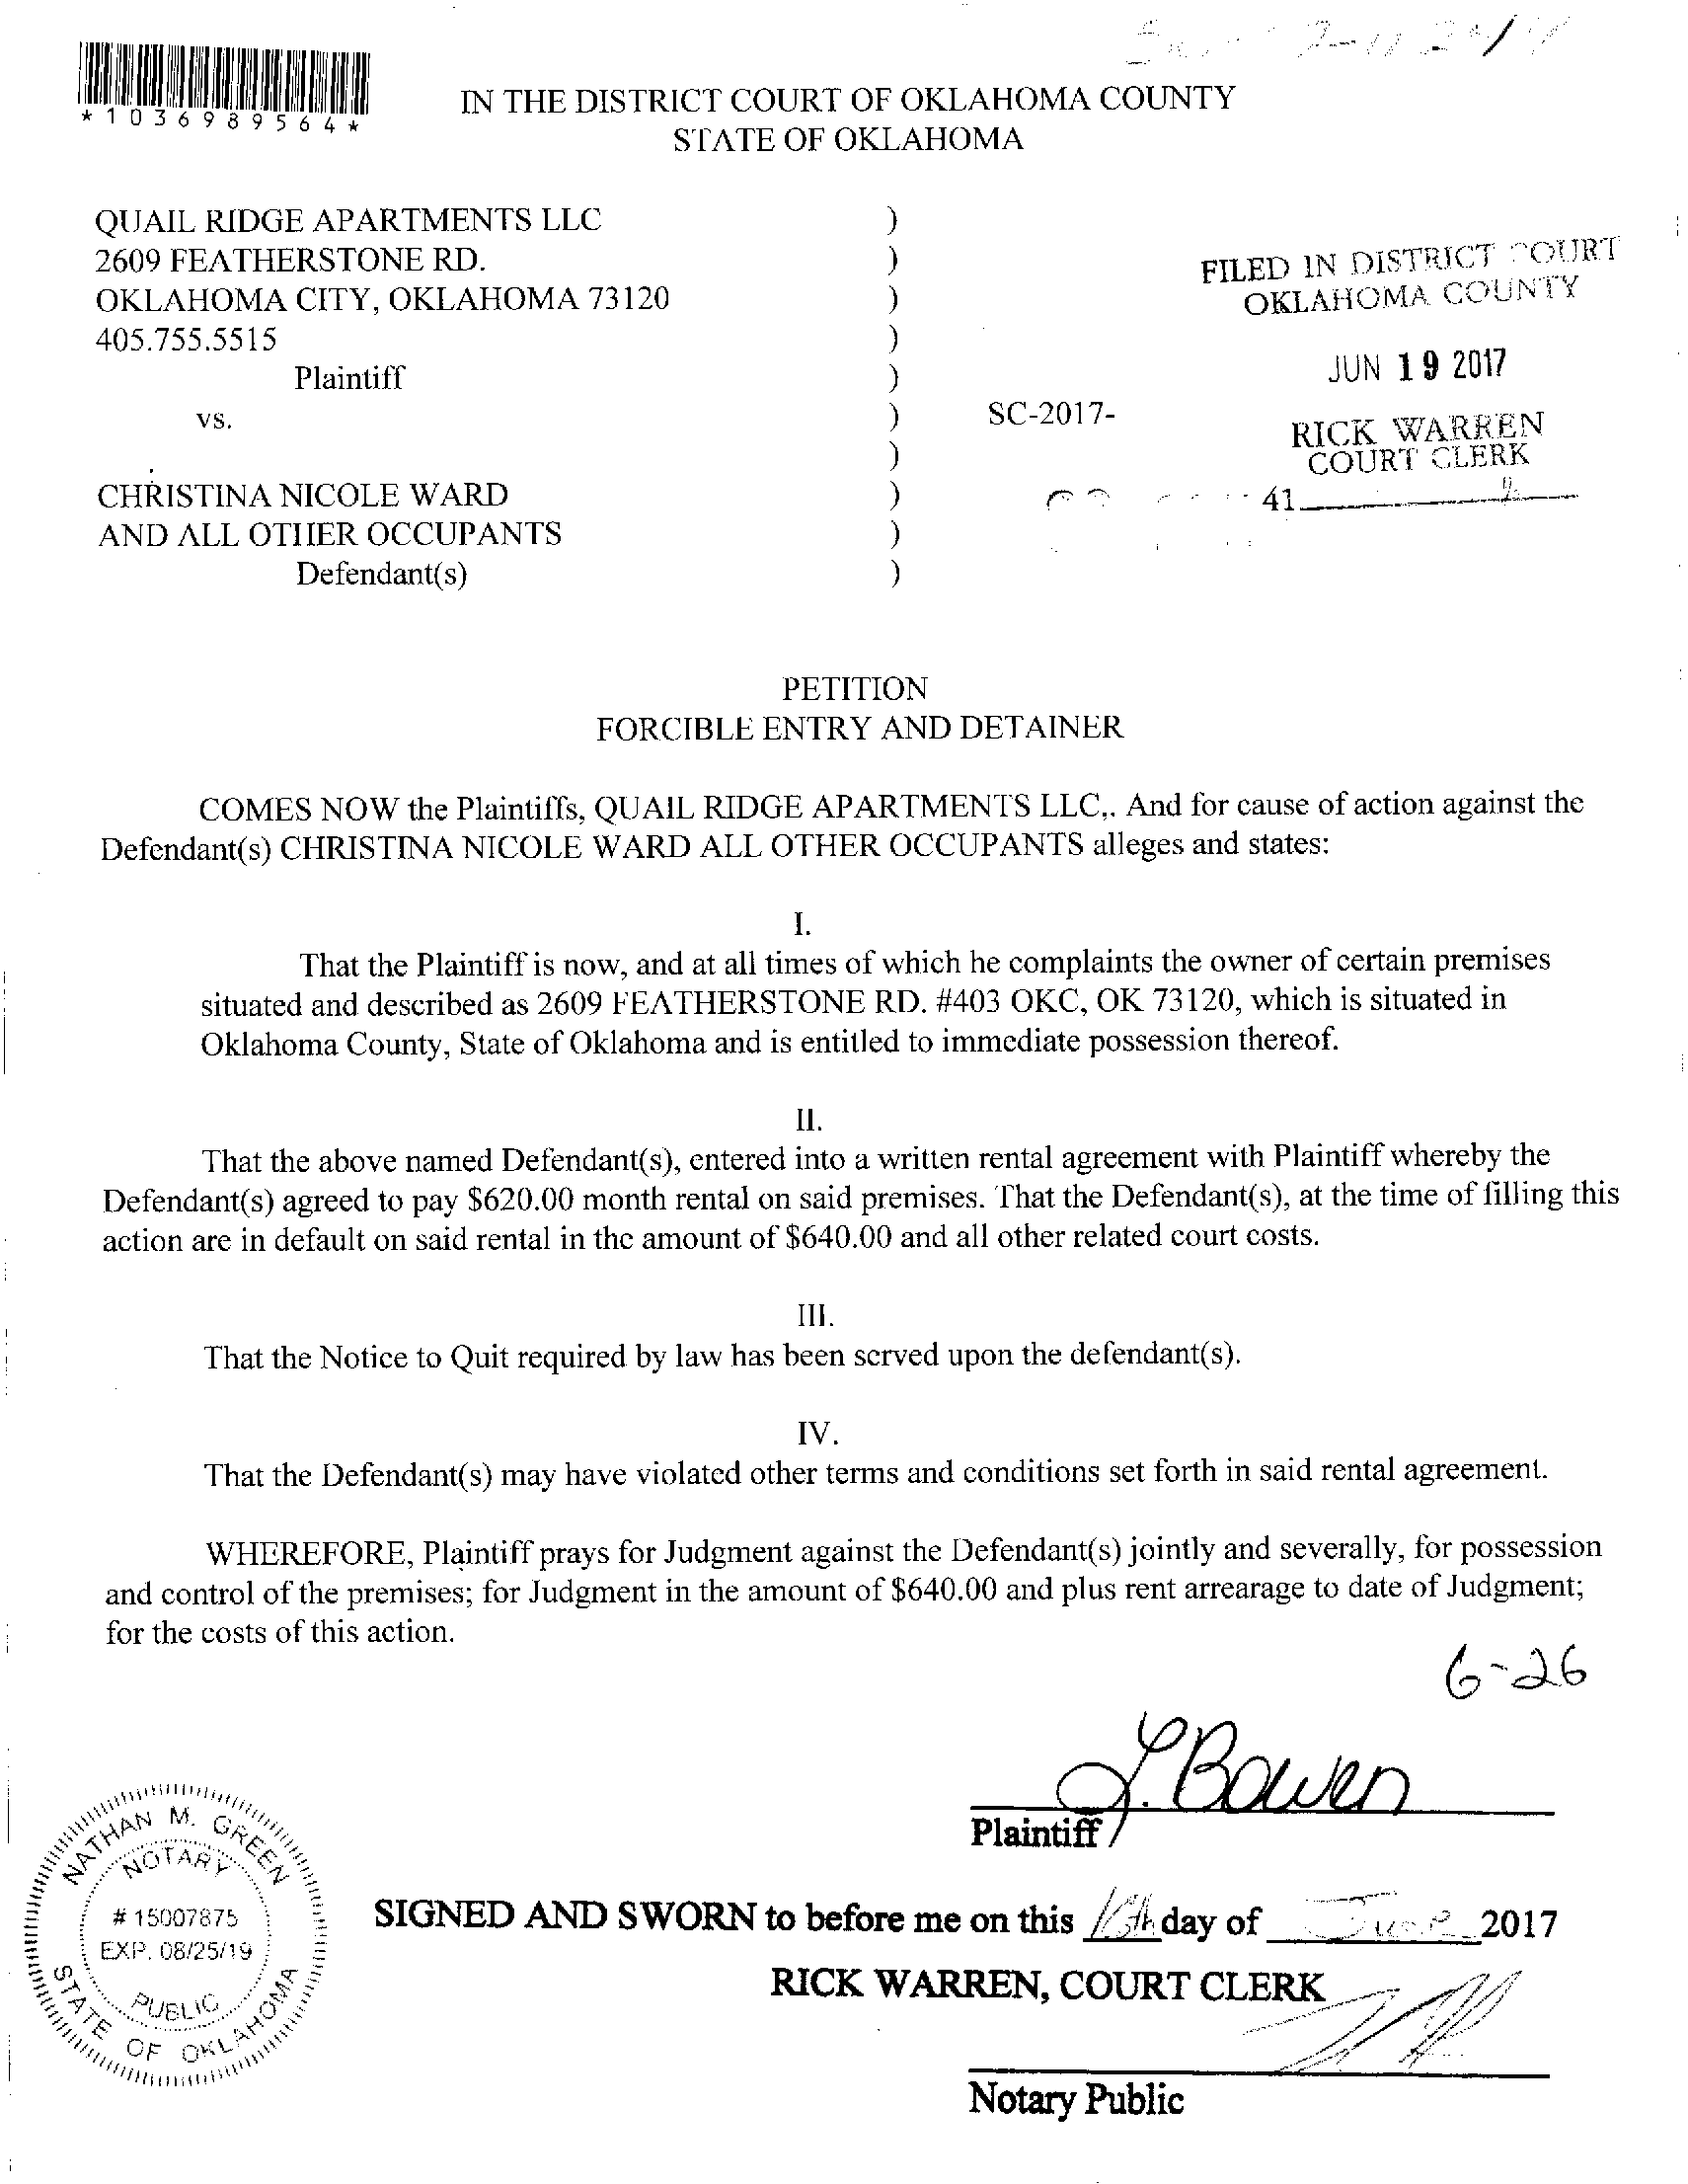 *1036989564*
IN THE DISTRICT COURT OF OKLAHOMA COUNTY
STATE OF OKLAHOMA
QUAIL RIDGE APARTMENTS LLC )
2609 FEATHERSTONE RD. )
OKLAHOMA CITY, OKLAHOMA 73120 )
405.755.5515 )
Plaintiff )
vs. ) SC-2017-
)
CHRISTINA NICOLE WARD )
AND ALL OTHER OCCUPANTS )
Defendant(s) )
FILED IN DISTRICT COURT
OKLAHOMA COUNTY
JUN 19 2017
RICK WARREN
COURT CLERK
41
PETITION
FORCIBLE ENTRY AND DETAINER
COMES NOW the Plaintiffs, QUAIL RIDGE APARTMENTS LLC,. And for cause of action against the
Defendant(s) CHRISTINA NICOLE WARD ALL OTHER OCCUPANTS alleges and states:
I.
That the Plaintiff is now, and at all times of which he complaints the owner of certain premises
situated and described as 2609 FEATHERSTONE RD. #403 OKC, OK 73120, which is situated in
Oklahoma County, State of Oklahoma and is entitled to immediate possession thereof.
II.
That the above named Defendant(s), entered into a written rental agreement with Plaintiff whereby the
Defendant(s) agreed to pay $620.00 month rental on said premises. That the Defendant(s), at the time of filling this
action are in default on said rental in the amount of $640.00 and all other related court costs.
III.
That the Notice to Quit required by law has been served upon the defendant(s).
IV.
That the Defendant(s) may have violated other terms and conditions set forth in said rental agreement.
WHEREFORE, Plaintiff prays for Judgment against the Defendant(s) jointly and severally, for possession
and control of the premises; for Judgment in the amount of $640.00 and plus rent arrearage to date of Judgment;
for the costs of this action.
6-26
L. Bowen
Plaintiff
NATHAN M. GREEN
NOTARY
# 15007875
EXP. 08/25/19
PUBLIC
STATE OF OKLAHOMA
SIGNED AND SWORN to before me on this day of June 2017
RICK WARREN, COURT CLERK
Notary Public